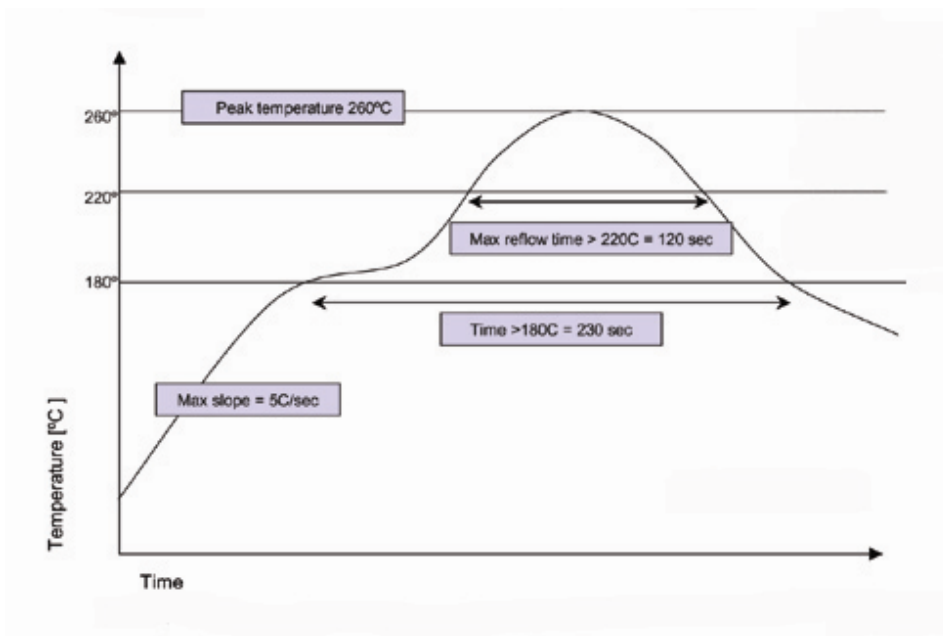 Peak temperature 260ºC
260º
220º
Max reflow time > 220C = 120 sec
180º
Time >180C = 230 sec
Max slope = 5C/sec
Temperature [ºC ]
Time